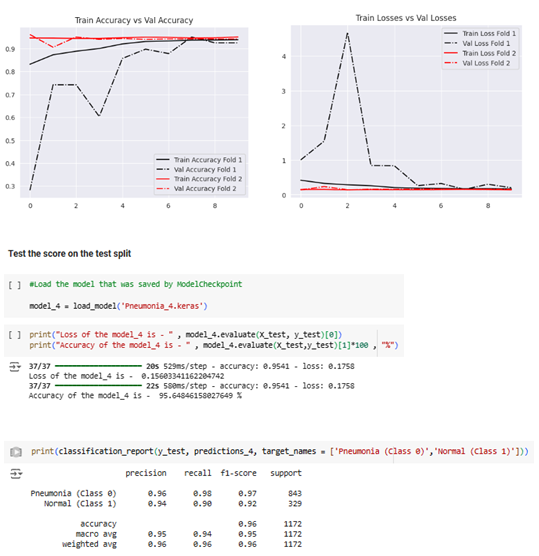 Train Accuracy vs Val Accuracy
0.9
0.8
0.7
0.6
0.5
0.4
0.3
0
2
4
6
8
Train Accuracy Fold 1
Val Accuracy Fold 1
Train Accuracy Fold 2
Val Accuracy Fold 2
Train Losses vs Val Losses
4
3
2
1
0
0
2
4
6
8
Train Loss Fold 1
Val Loss Fold 1
Train Loss Fold 2
Val Loss Fold 2
Test the score on the test split
[ ] #Load the model that was saved by ModelCheckpoint
model_4 = load_model('Pneumonia_4.keras')
[ ] print("Loss of the model_4 is - " , model_4.evaluate(X_test, y_test)[0])
print("Accuracy of the model_4 is - " , model_4.evaluate(X_test,y_test)[1]*100 , "%")
37/37 ━━━━━━━━━━━━━━━━━━━━ 20s 529ms/step - accuracy: 0.9541 - loss: 0.1758
Loss of the model_4 is - 0.15603341162204742
37/37 ━━━━━━━━━━━━━━━━━━━━ 22s 580ms/step - accuracy: 0.9541 - loss: 0.1758
Accuracy of the model_4 is - 95.64846158027649 %
print(classification_report(y_test, predictions_4, target_names = ['Pneumonia (Class 0)','Normal (Class 1)']))
precision recall f1-score support
Pneumonia (Class 0) 0.96 0.98 0.97 843
Normal (Class 1) 0.94 0.90 0.92 329
accuracy 0.96 1172
macro avg 0.95 0.94 0.95 1172
weighted avg 0.96 0.96 0.96 1172